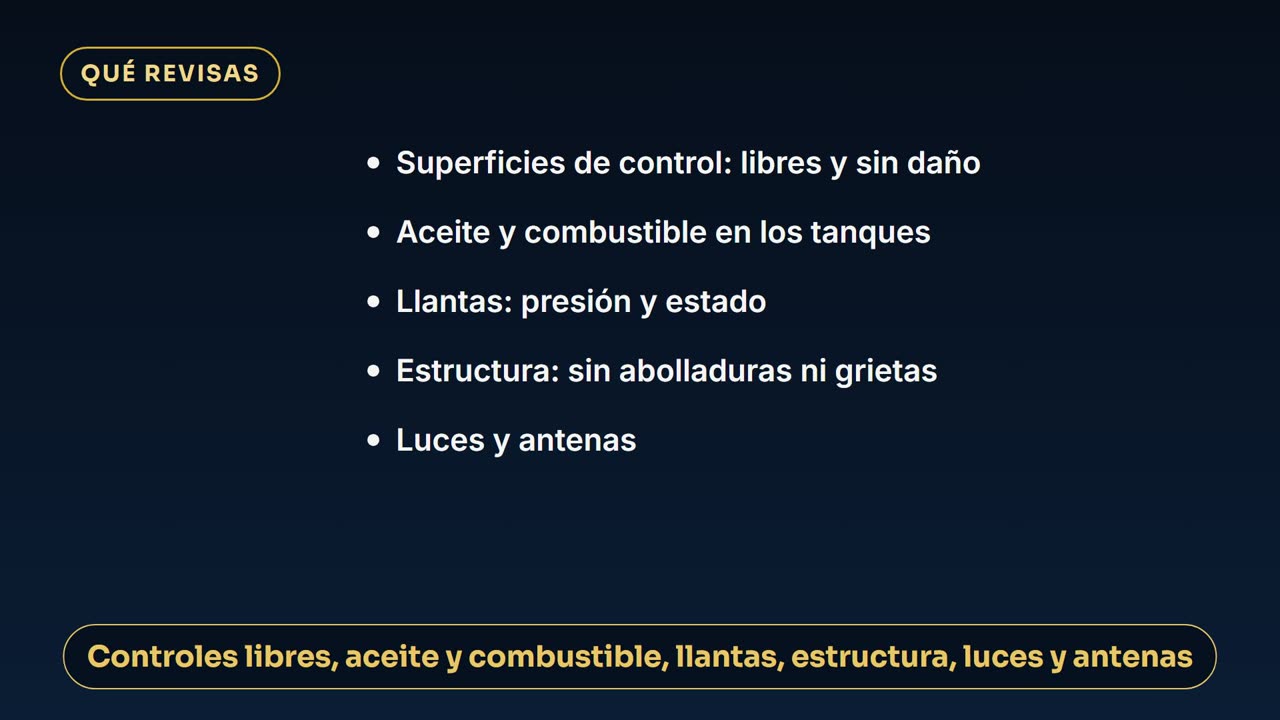 QUÉ REVISAS
• Superficies de control: libres y sin daño
• Aceite y combustible en los tanques
• Llantas: presión y estado
• Estructura: sin abolladuras ni grietas
• Luces y antenas
Controles libres, aceite y combustible, llantas, estructura, luces y antenas